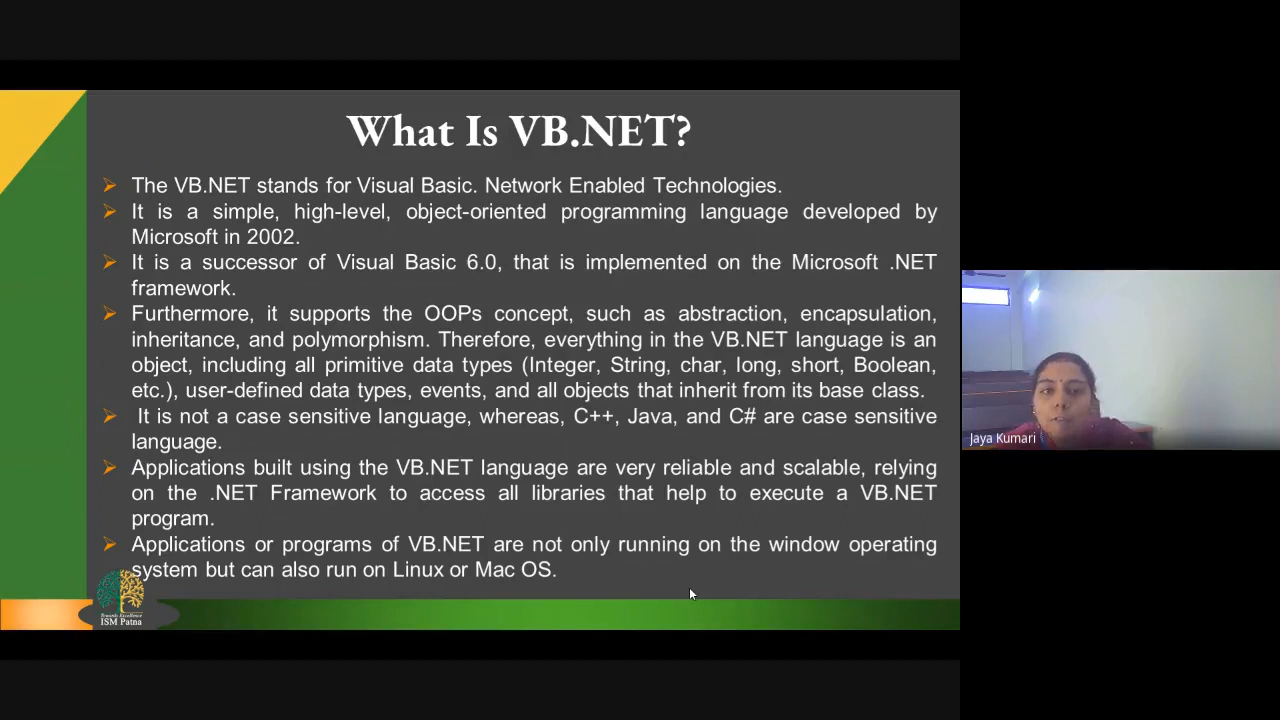 What Is VB.NET?
The VB.NET stands for Visual Basic. Network Enabled Technologies.
It is a simple, high-level, object-oriented programming language developed by
Microsoft in 2002.
It is a successor of Visual Basic 6.0, that is implemented on the Microsoft .NET
framework.
Furthermore, it supports the OOPs concept, such as abstraction, encapsulation,
inheritance, and polymorphism. Therefore, everything in the VB.NET language is an
object, including all primitive data types (Integer, String, char, long, short, Boolean,
etc.), user-defined data types, events, and all objects that inherit from its base class.
It is not a case sensitive language, whereas, C++, Java, and C# are case sensitive
language.
Applications built using the VB.NET language are very reliable and scalable, relying
on the .NET Framework to access all libraries that help to execute a VB.NET
program.
Applications or programs of VB.NET are not only running on the window operating
system but can also run on Linux or Mac OS.
Towards Excellence
ISM Patna
Jaya Kumari